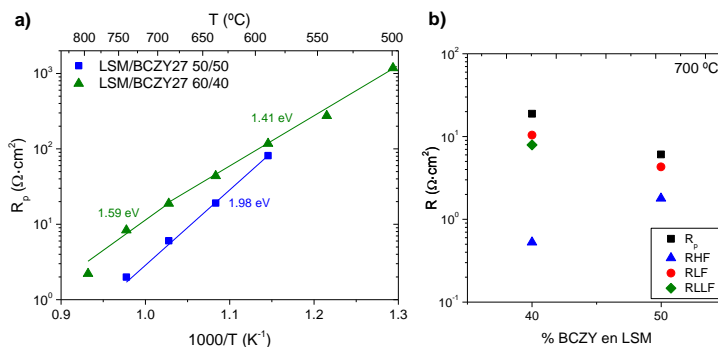 a)
T (ºC)
800 750 700 650 600 550 500
LSM/BCZY27 50/50
LSM/BCZY27 60/40
10³
10²
10¹
10⁰
R_p (Ω·cm²)
1.41 eV
1.59 eV
1.98 eV
0.9 1.0 1.1 1.2 1.3
1000/T (K⁻¹)
b)
700 ºC
10²
10¹
10⁰
10⁻¹
R (Ω·cm²)
R_p
RHF
RLF
RLLF
40 50
% BCZY en LSM